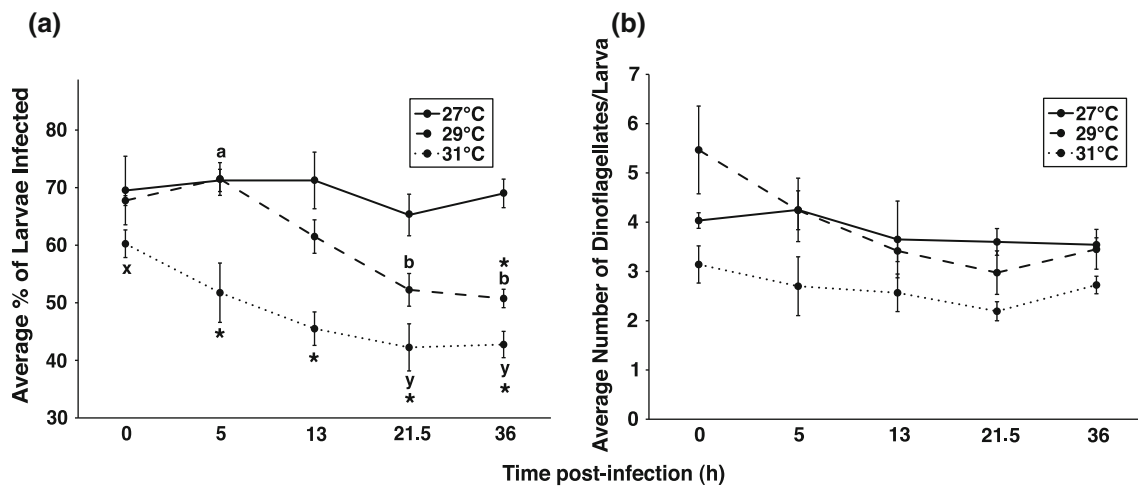 (a)
Average % of Larvae Infected
80
70
60
50
40
30
27°C
29°C
31°C
a
b
*
b
x
*
*
y
*
y
*
0 5 13 21.5 36
(b)
Average Number of Dinoflagellates/Larva
7
6
5
4
3
2
1
0
27°C
29°C
31°C
0 5 13 21.5 36
Time post-infection (h)